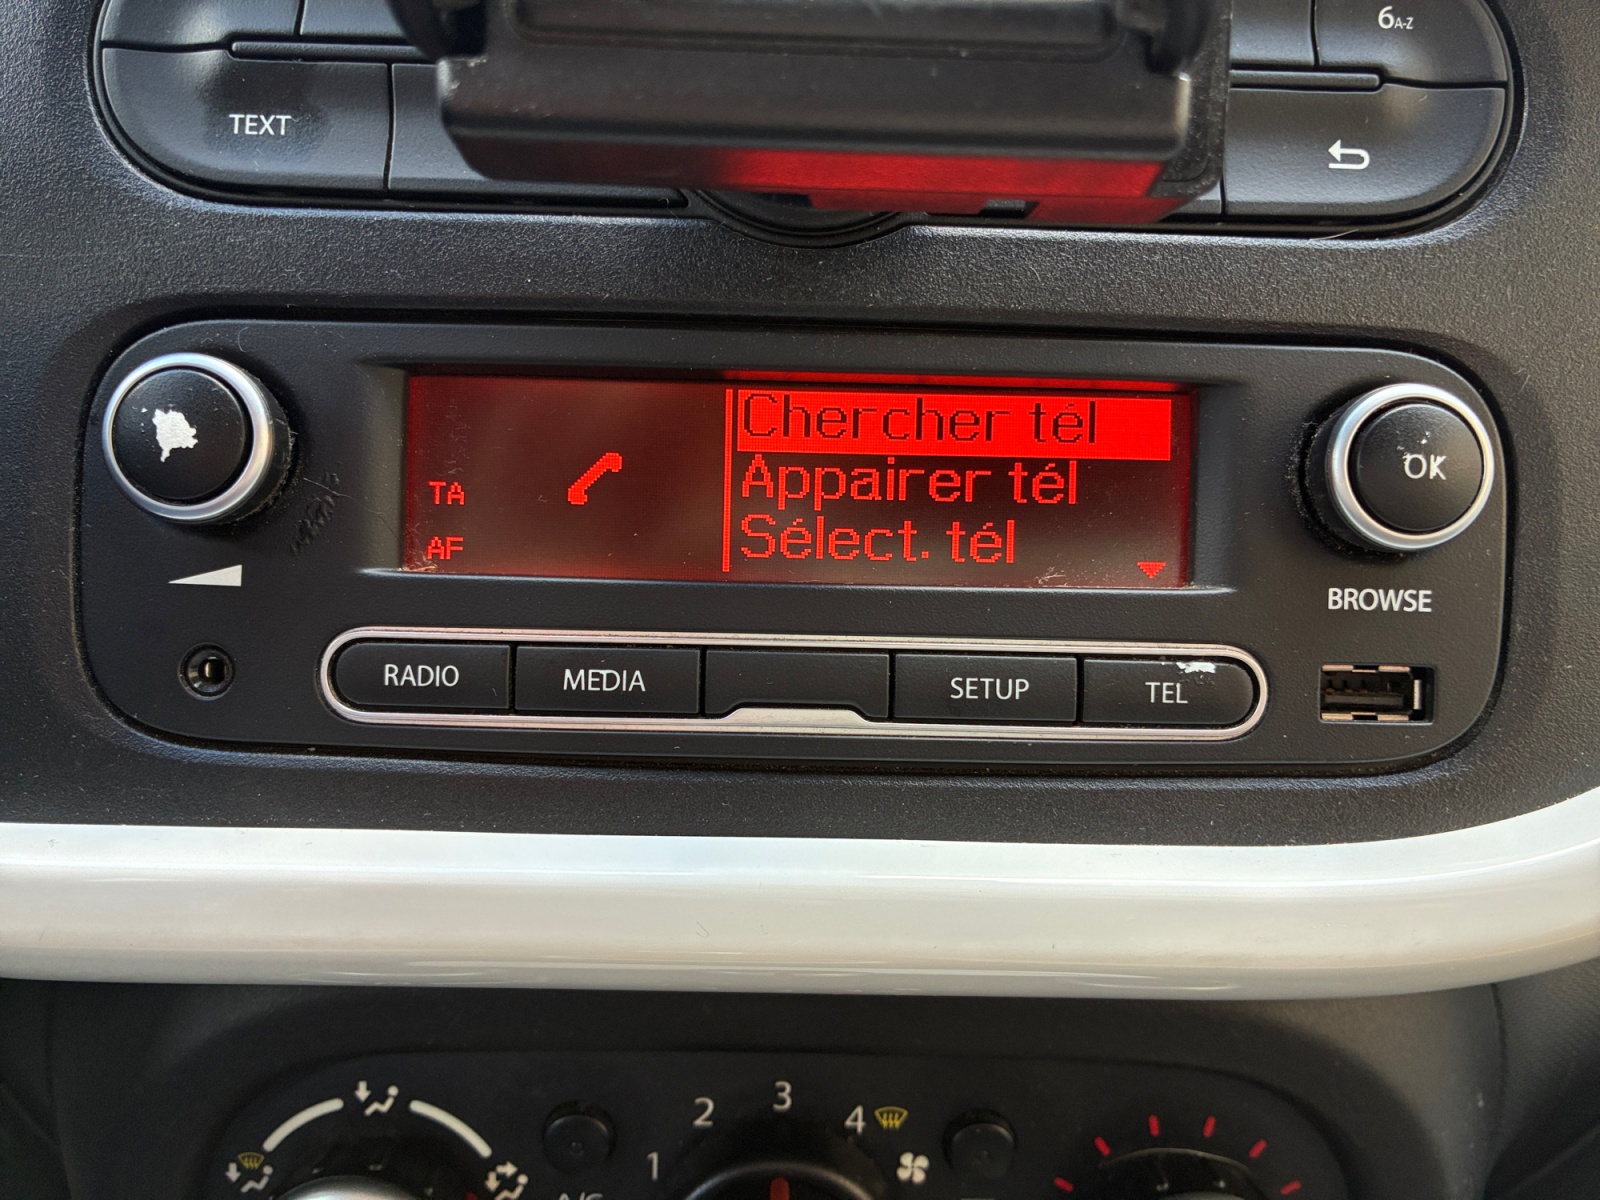 6A-Z
TEXT
Chercher tél
Appairer tél
Sélect. tél
TA
AF
OK
BROWSE
RADIO
MEDIA
SETUP
TEL
1
2
3
4